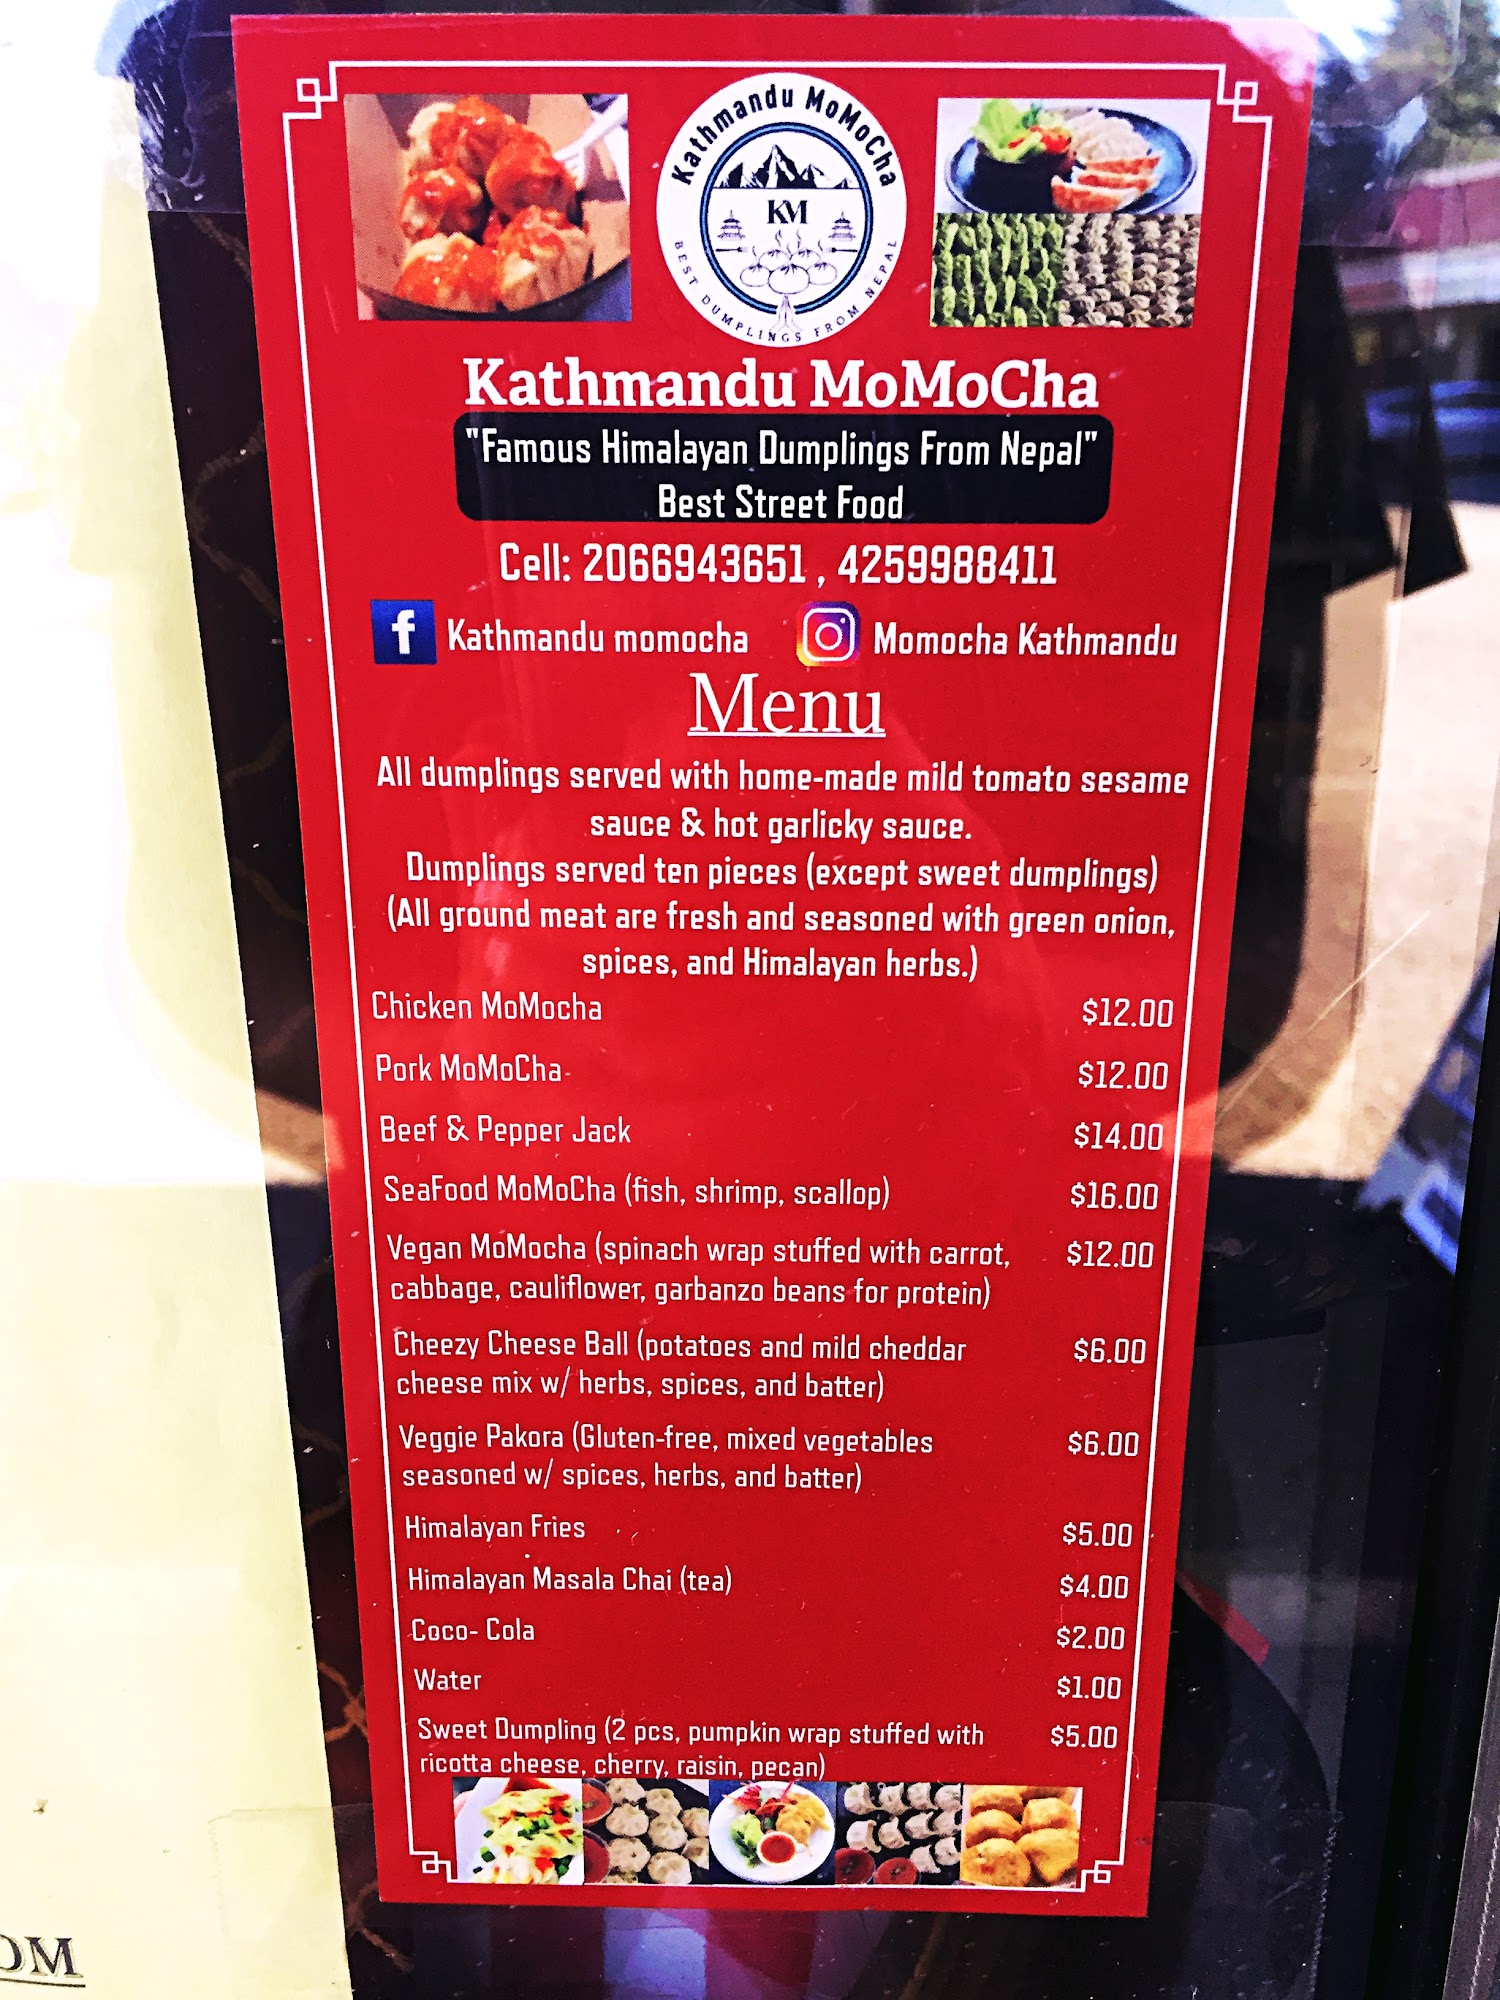 Kathmandu MoMoCha
KM
BEST DUMPLINGS FROM NEPAL
Kathmandu MoMoCha
"Famous Himalayan Dumplings From Nepal"
Best Street Food
Cell: 2066943651 , 4259988411
Kathmandu momocha
Momocha Kathmandu
Menu
All dumplings served with home-made mild tomato sesame
sauce & hot garlicky sauce.
Dumplings served ten pieces (except sweet dumplings)
(All ground meat are fresh and seasoned with green onion,
spices, and Himalayan herbs.)
Chicken MoMocha $12.00
Pork MoMoCha $12.00
Beef & Pepper Jack $14.00
SeaFood MoMoCha (fish, shrimp, scallop) $16.00
Vegan MoMocha (spinach wrap stuffed with carrot, $12.00
cabbage, cauliflower, garbanzo beans for protein)
Cheezy Cheese Ball (potatoes and mild cheddar $6.00
cheese mix w/ herbs, spices, and batter)
Veggie Pakora (Gluten-free, mixed vegetables $6.00
seasoned w/ spices, herbs, and batter)
Himalayan Fries $5.00
Himalayan Masala Chai (tea) $4.00
Coco- Cola $2.00
Water $1.00
Sweet Dumpling (2 pcs, pumpkin wrap stuffed with $5.00
ricotta cheese, cherry, raisin, pecan)
OM